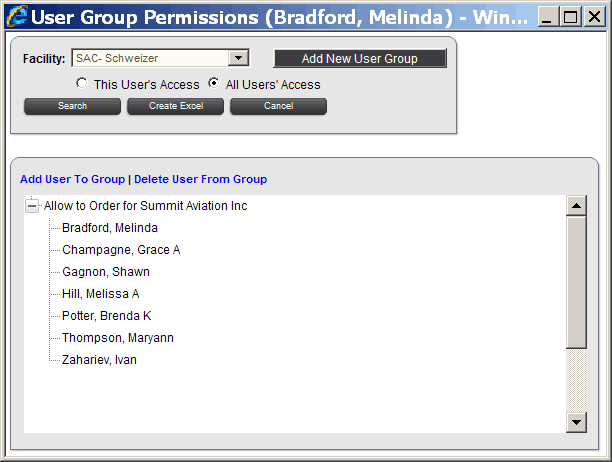 User Group Permissions (Bradford, Melinda) - Win...
Facility: SAC- Schweizer Add New User Group
This User's Access All Users' Access
Search Create Excel Cancel
Add User To Group | Delete User From Group
Allow to Order for Summit Aviation Inc
Bradford, Melinda
Champagne, Grace A
Gagnon, Shawn
Hill, Melissa A
Potter, Brenda K
Thompson, Maryann
Zahariev, Ivan